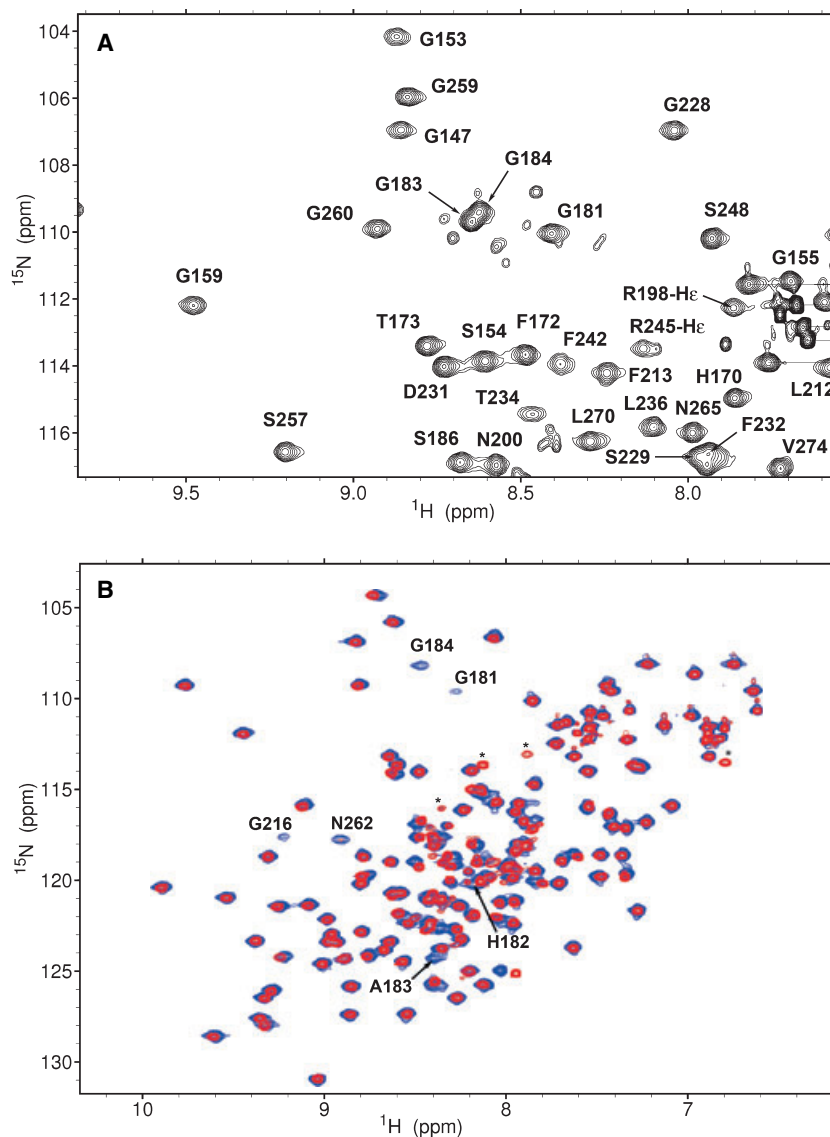 A
G153
G259
G147
G228
G184
G183
G260
G181
S248
G155
G159
R198-Hε
T173
S154
F172
F242
R245-Hε
D231
F213
H170
L212
T234
L236
N265
L270
F232
S257
S186
N200
S229
V274
104
106
108
110
112
114
116
¹⁵N (ppm)
9.5
9.0
8.5
8.0
¹H (ppm)
B
G184
G181
*
*
*
*
G216
N262
H182
A183
105
110
115
120
125
130
¹⁵N (ppm)
10
9
8
7
¹H (ppm)